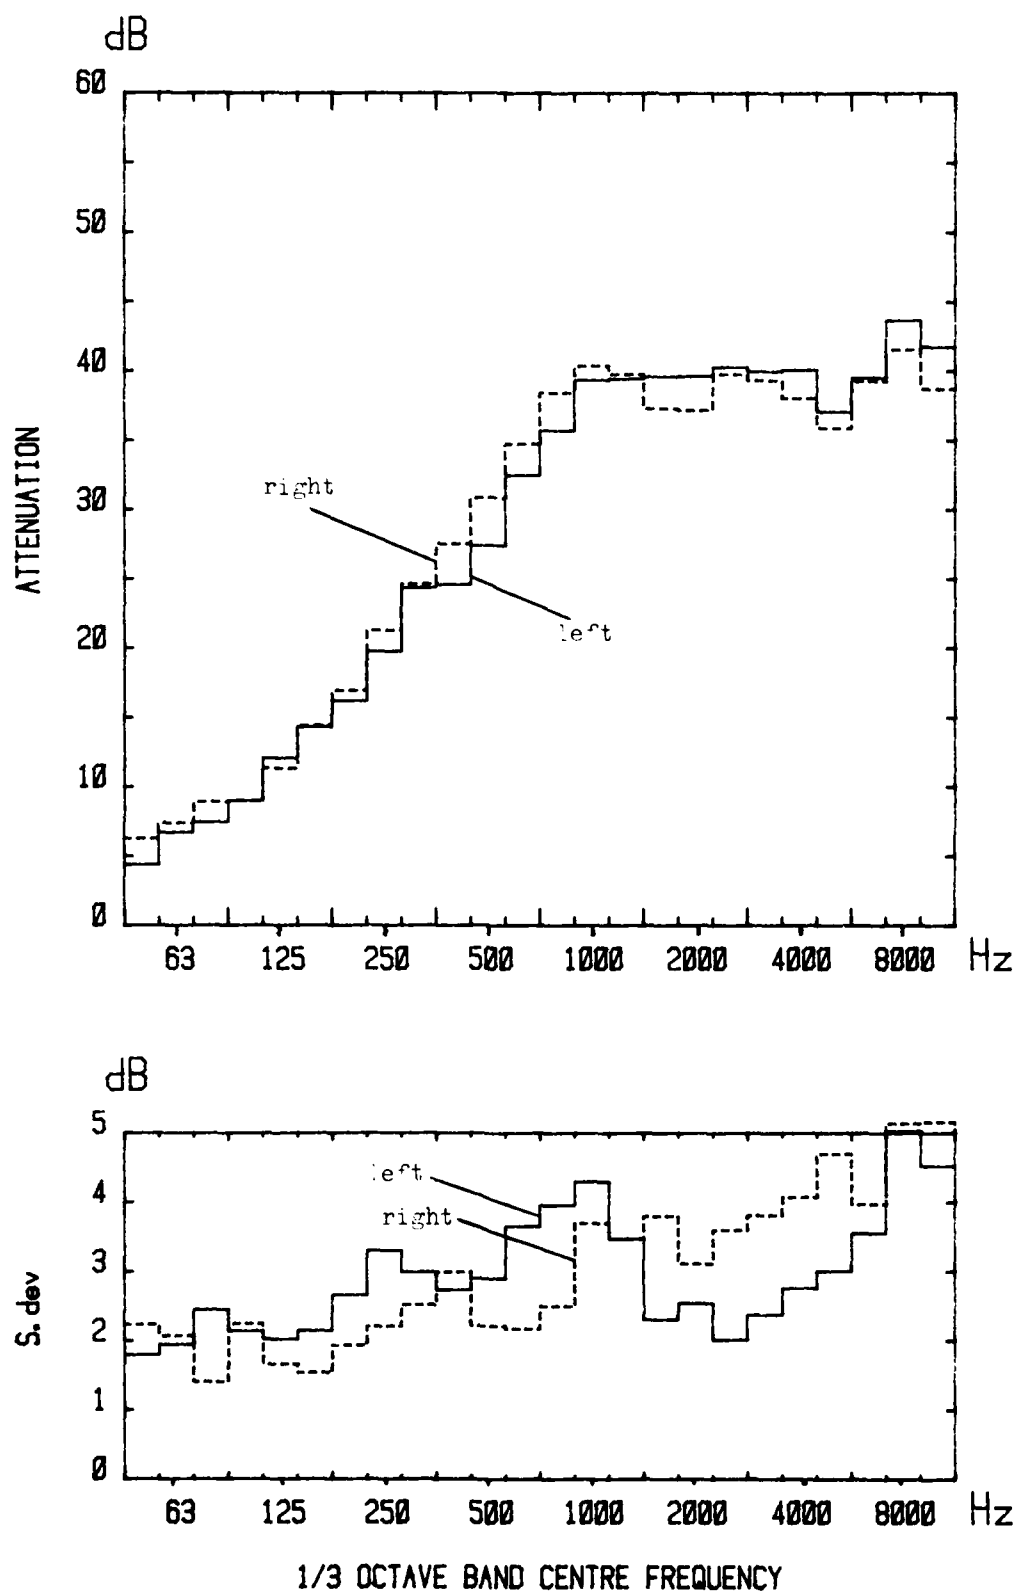 dB
60
50
40
30
20
10
0
ATTENUATION
right
left
63 125 250 500 1000 2000 4000 8000 Hz
dB
5
4
3
2
1
0
S. dev
left
right
63 125 250 500 1000 2000 4000 8000 Hz
1/3 OCTAVE BAND CENTRE FREQUENCY